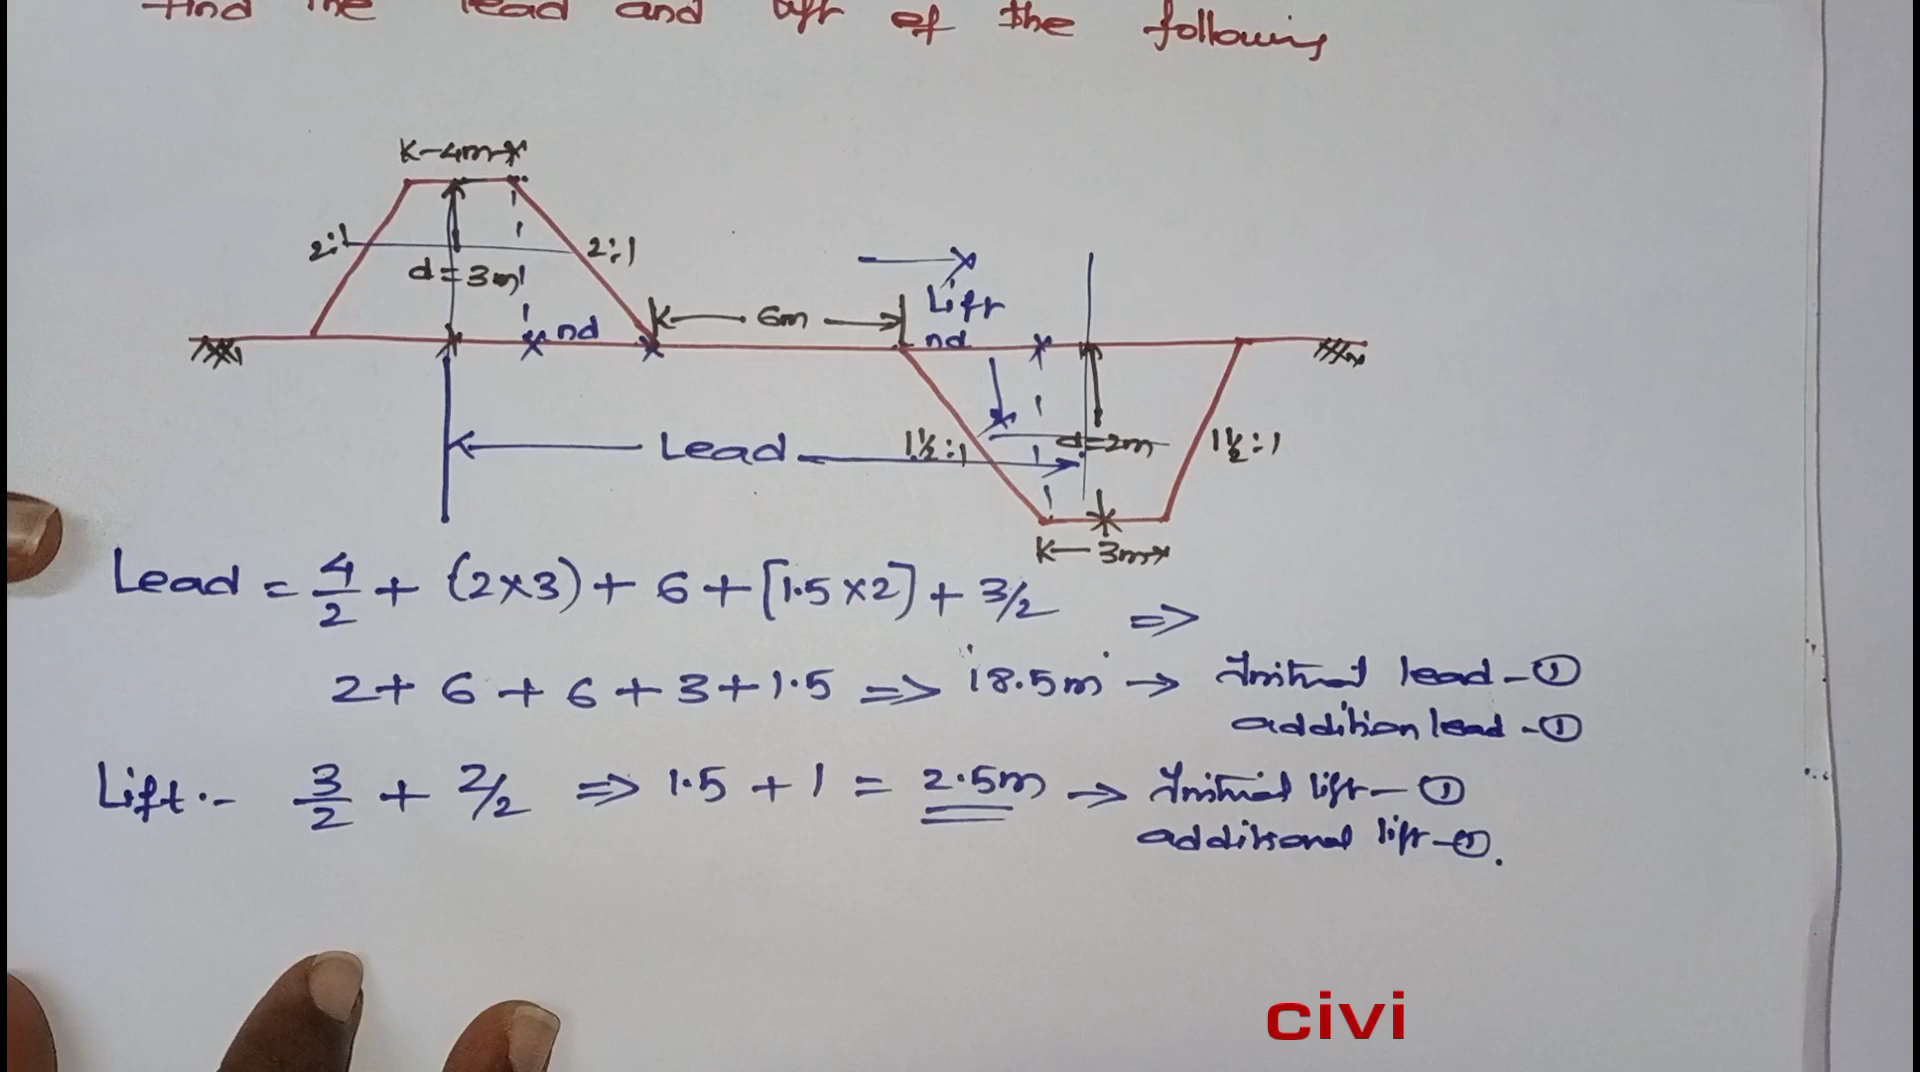 find the lead and lift of the following
K-4m-x
2:1
2:1
d=3m
nd
K— 6m →
Lift
nd
Lead
1½:1
d=2m
1½:1
K— 3m x
Lead = 4/2 + (2×3) + 6 + [1.5×2] + 3/2 =>
2+ 6 + 6 + 3 + 1.5 => 18.5m → Initial lead - ①
addition lead - ①
Lift :- 3/2 + 2/2 => 1.5 + 1 = 2.5m → Initial lift - ①
additional lift - ①.
civi